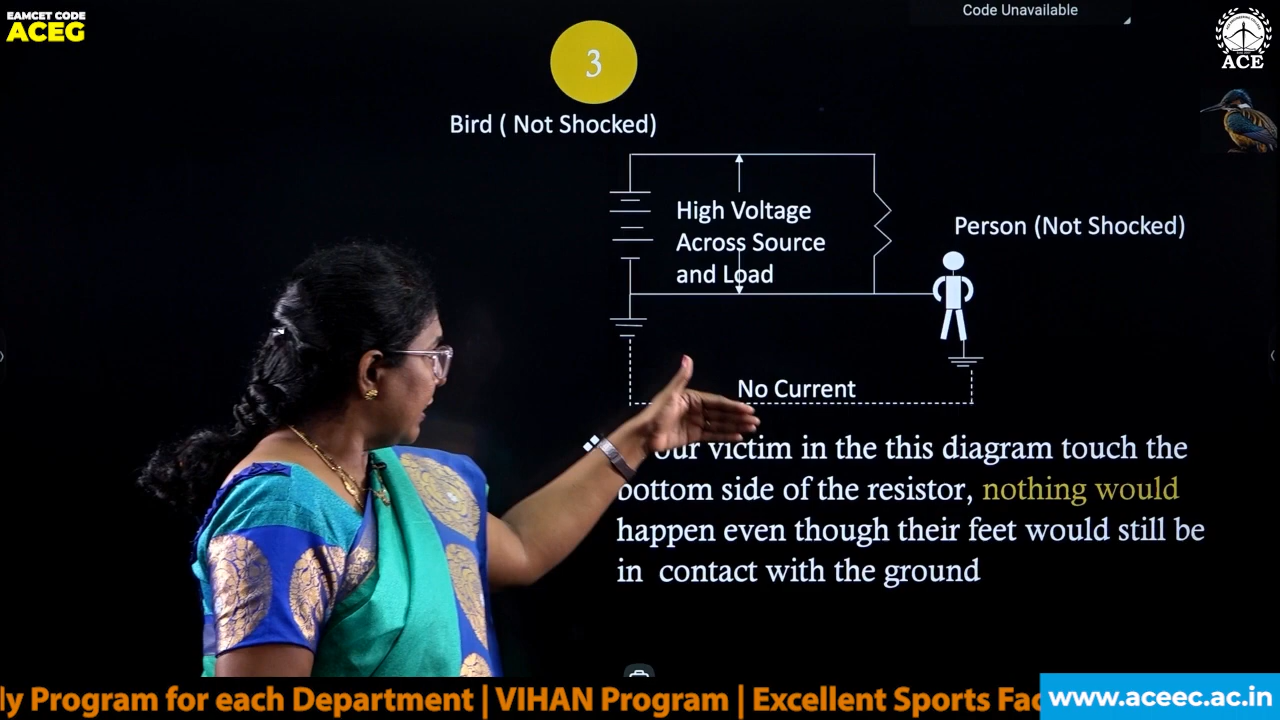 EAMCET CODE
ACEG
Code Unavailable
ACE
3
Bird ( Not Shocked)
High Voltage
Across Source
and Load
Person (Not Shocked)
No Current
our victim in the this diagram touch the
bottom side of the resistor, nothing would
happen even though their feet would still be
in contact with the ground
ly Program for each Department | VIHAN Program | Excellent Sports Fac
www.aceec.ac.in